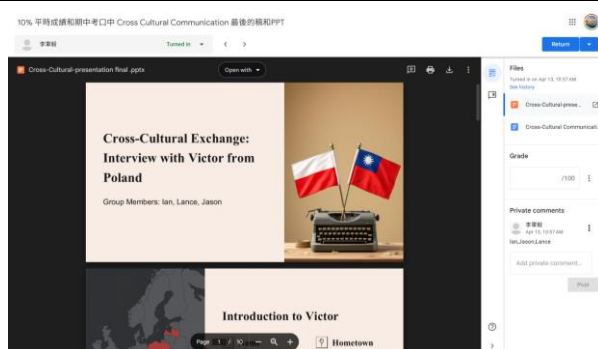 10% 平時成績和期中考口中 Cross Cultural Communication 最後的稿和PPT
Turned in
Return
Cross-Cultural-presentation final .pptx
Open with
Cross-Cultural Exchange:
Interview with Victor from
Poland
Group Members: Ian, Lance, Jason
Introduction to Victor
Hometown
Page 1 / 10
Files
Turned in on Apr 13, 10:57 AM
See history
Cross-Cultural-prese...
Cross-Cultural Communicat...
Grade
/100
Private comments
Apr 13, 10:57 AM
Ian,Jason,Lance
Add private comment...
Post